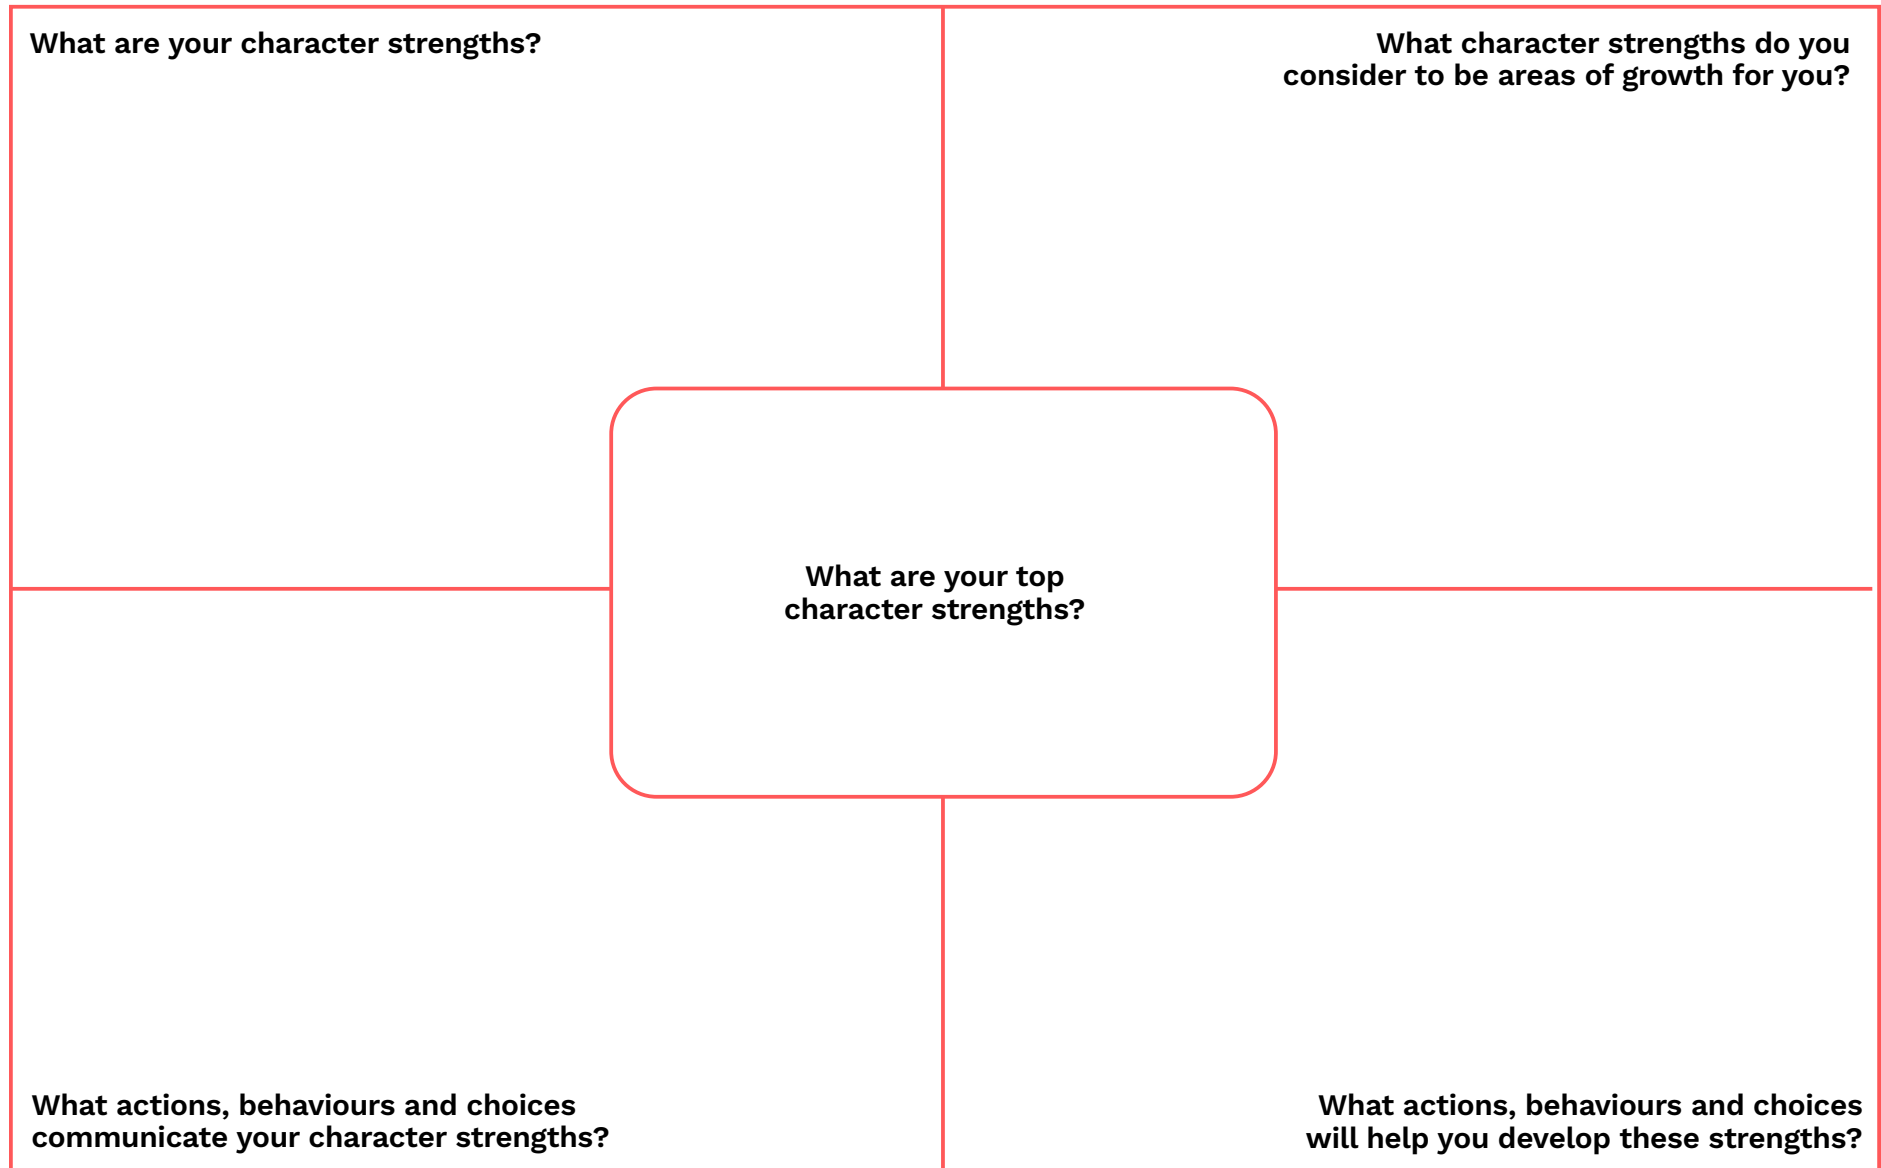 What are your character strengths?
What character strengths do you
consider to be areas of growth for you?
What are your top
character strengths?
What actions, behaviours and choices
communicate your character strengths?
What actions, behaviours and choices
will help you develop these strengths?